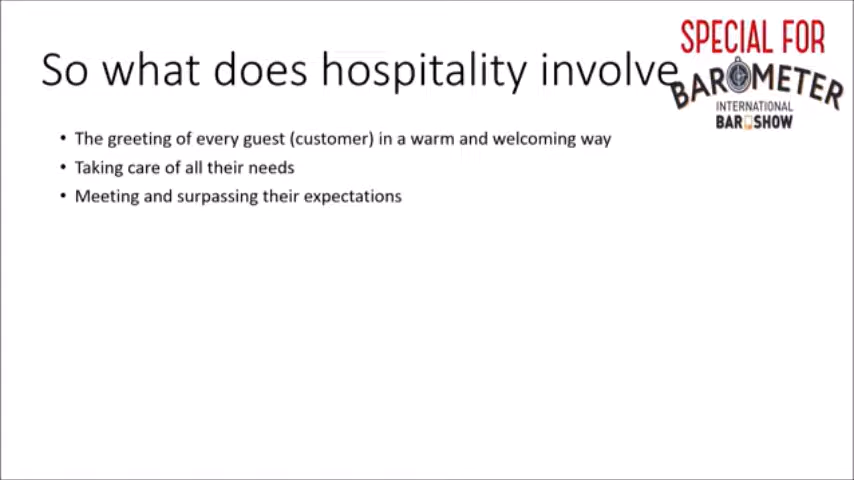 So what does hospitality involve
SPECIAL FOR
BAROMETER
INTERNATIONAL
BAR SHOW
• The greeting of every guest (customer) in a warm and welcoming way
• Taking care of all their needs
• Meeting and surpassing their expectations